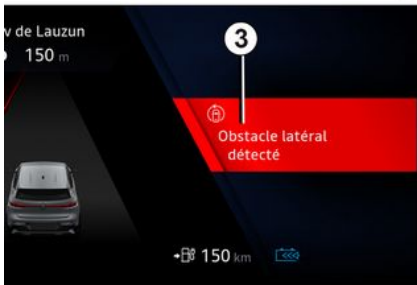 v de Lauzun
150 m
3
Obstacle latéral
détecté
150 km